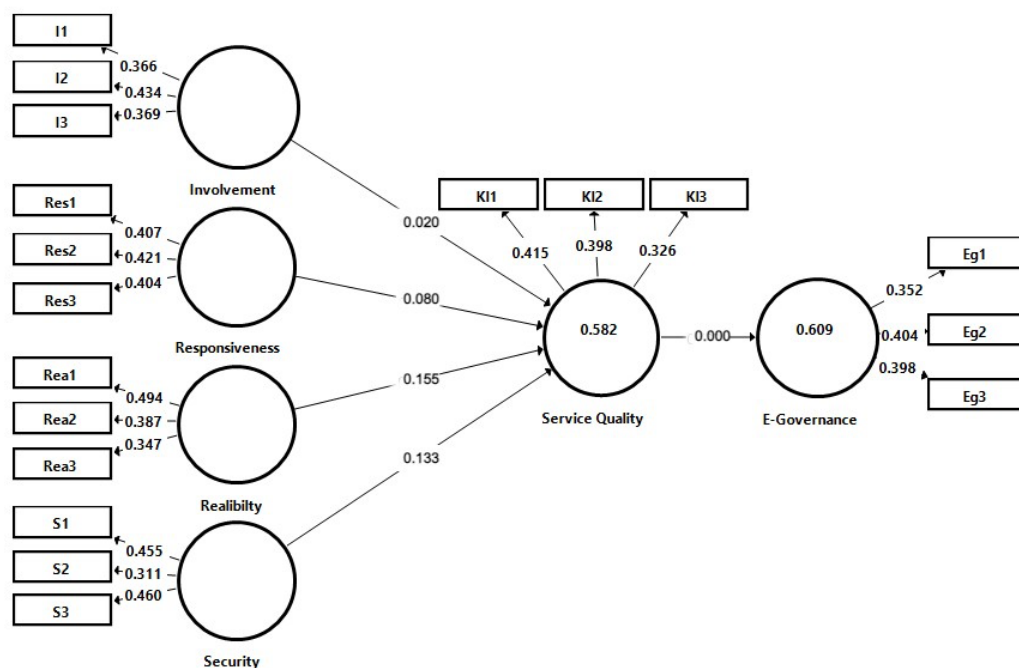 I1
0.366
I2
0.434
I3
0.369
Involvement
Res1
0.407
Res2
0.421
Res3
0.404
Responsiveness
Rea1
0.494
Rea2
0.387
Rea3
0.347
Realibilty
S1
0.455
S2
0.311
S3
0.460
Security
0.020
0.080
0.155
0.133
KI1
KI2
KI3
0.415
0.398
0.326
0.582
Service Quality
0.000
0.609
E-Governance
Eg1
0.352
Eg2
0.404
0.398
Eg3